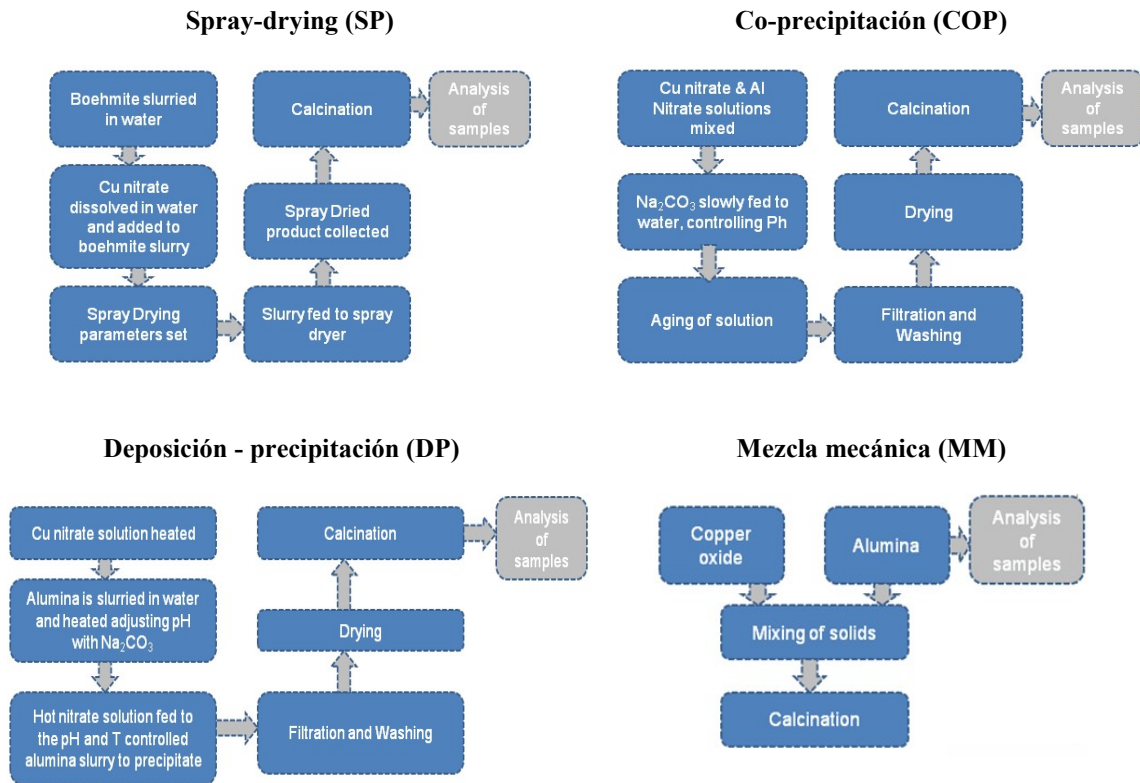 Spray-drying (SP)
Boehmite slurried
in water
Cu nitrate
dissolved in water
and added to
boehmite slurry
Spray Drying
parameters set
Slurry fed to spray
dryer
Spray Dried
product collected
Calcination
Analysis
of
samples
Co-precipitación (COP)
Cu nitrate & Al
Nitrate solutions
mixed
Na₂CO₃ slowly fed to
water, controlling Ph
Aging of solution
Filtration and
Washing
Drying
Calcination
Analysis
of
samples
Deposición - precipitación (DP)
Cu nitrate solution heated
Alumina is slurried in water
and heated adjusting pH
with Na₂CO₃
Hot nitrate solution fed to
the pH and T controlled
alumina slurry to precipitate
Filtration and Washing
Drying
Calcination
Analysis
of
samples
Mezcla mecánica (MM)
Copper
oxide
Alumina
Analysis
of
samples
Mixing of solids
Calcination